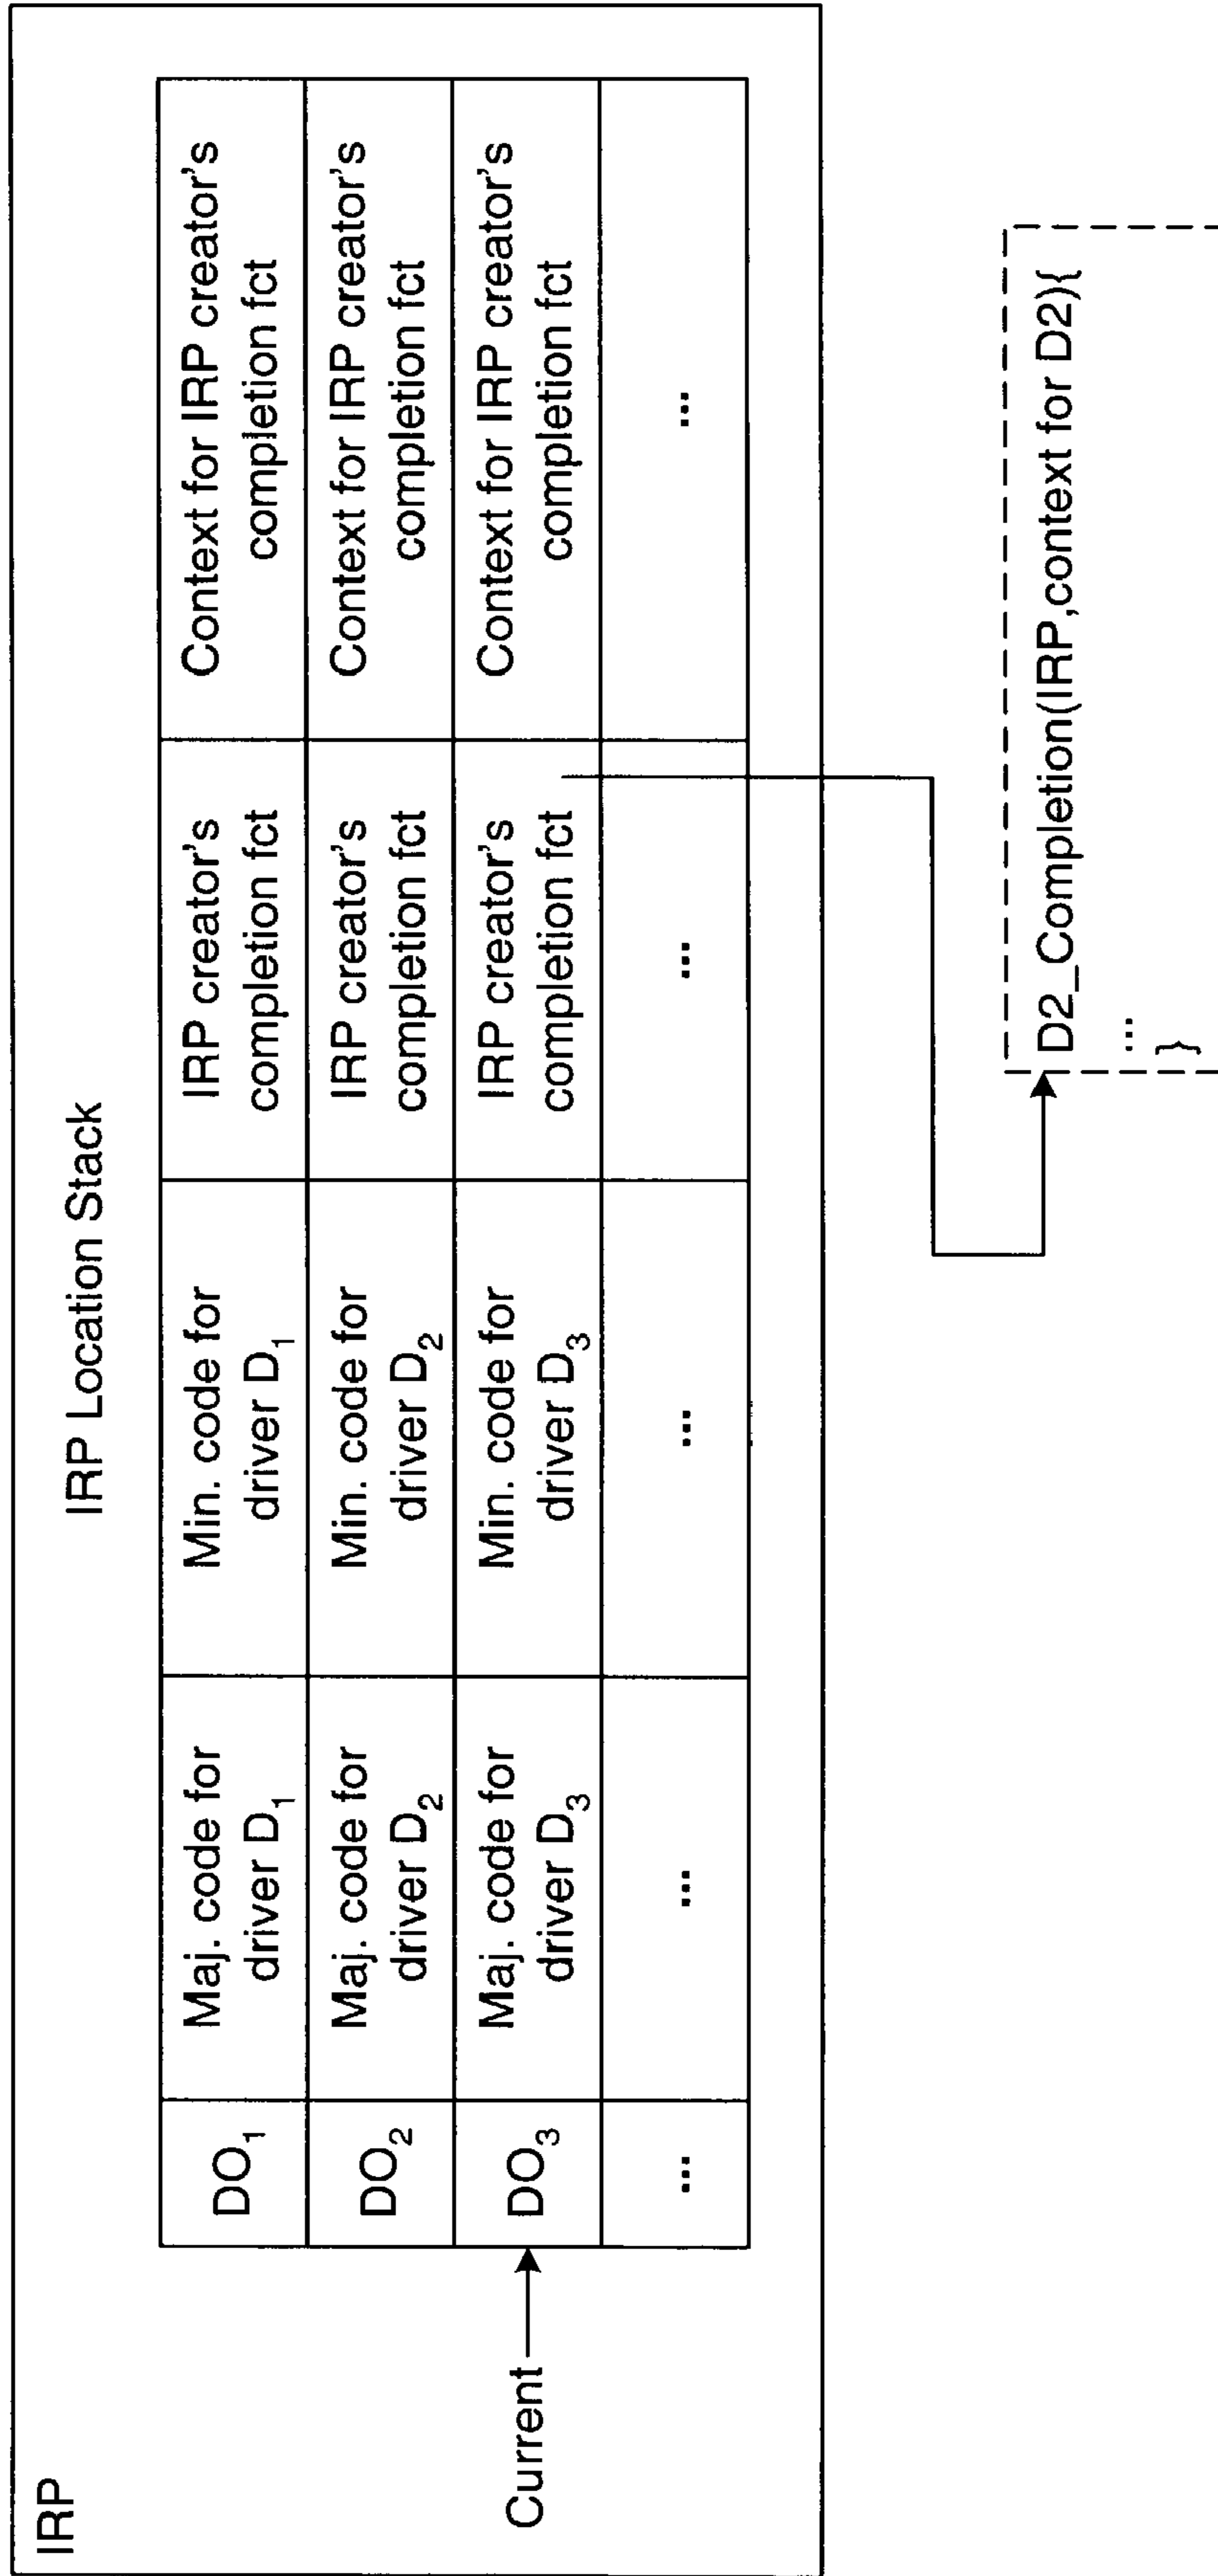 IRP
IRP Location Stack
DO₁
Maj. code for
driver D₁
Min. code for
driver D₁
IRP creator's
completion fct
Context for IRP creator's
completion fct
DO₂
Maj. code for
driver D₂
Min. code for
driver D₂
IRP creator's
completion fct
Context for IRP creator's
completion fct
Current
DO₃
Maj. code for
driver D₃
Min. code for
driver D₃
IRP creator's
completion fct
Context for IRP creator's
completion fct
...
...
...
...
...
D2_Completion(IRP,context for D2){
...
}